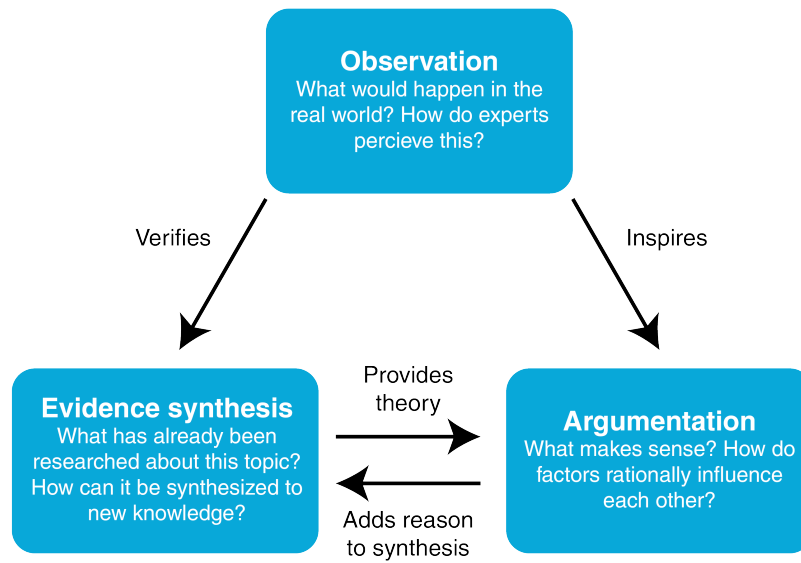 Observation
What would happen in the
real world? How do experts
percieve this?
Verifies
Inspires
Provides
theory
Evidence synthesis
What has already been
researched about this topic?
How can it be synthesized to
new knowledge?
Argumentation
What makes sense? How do
factors rationally influence
each other?
Adds reason
to synthesis